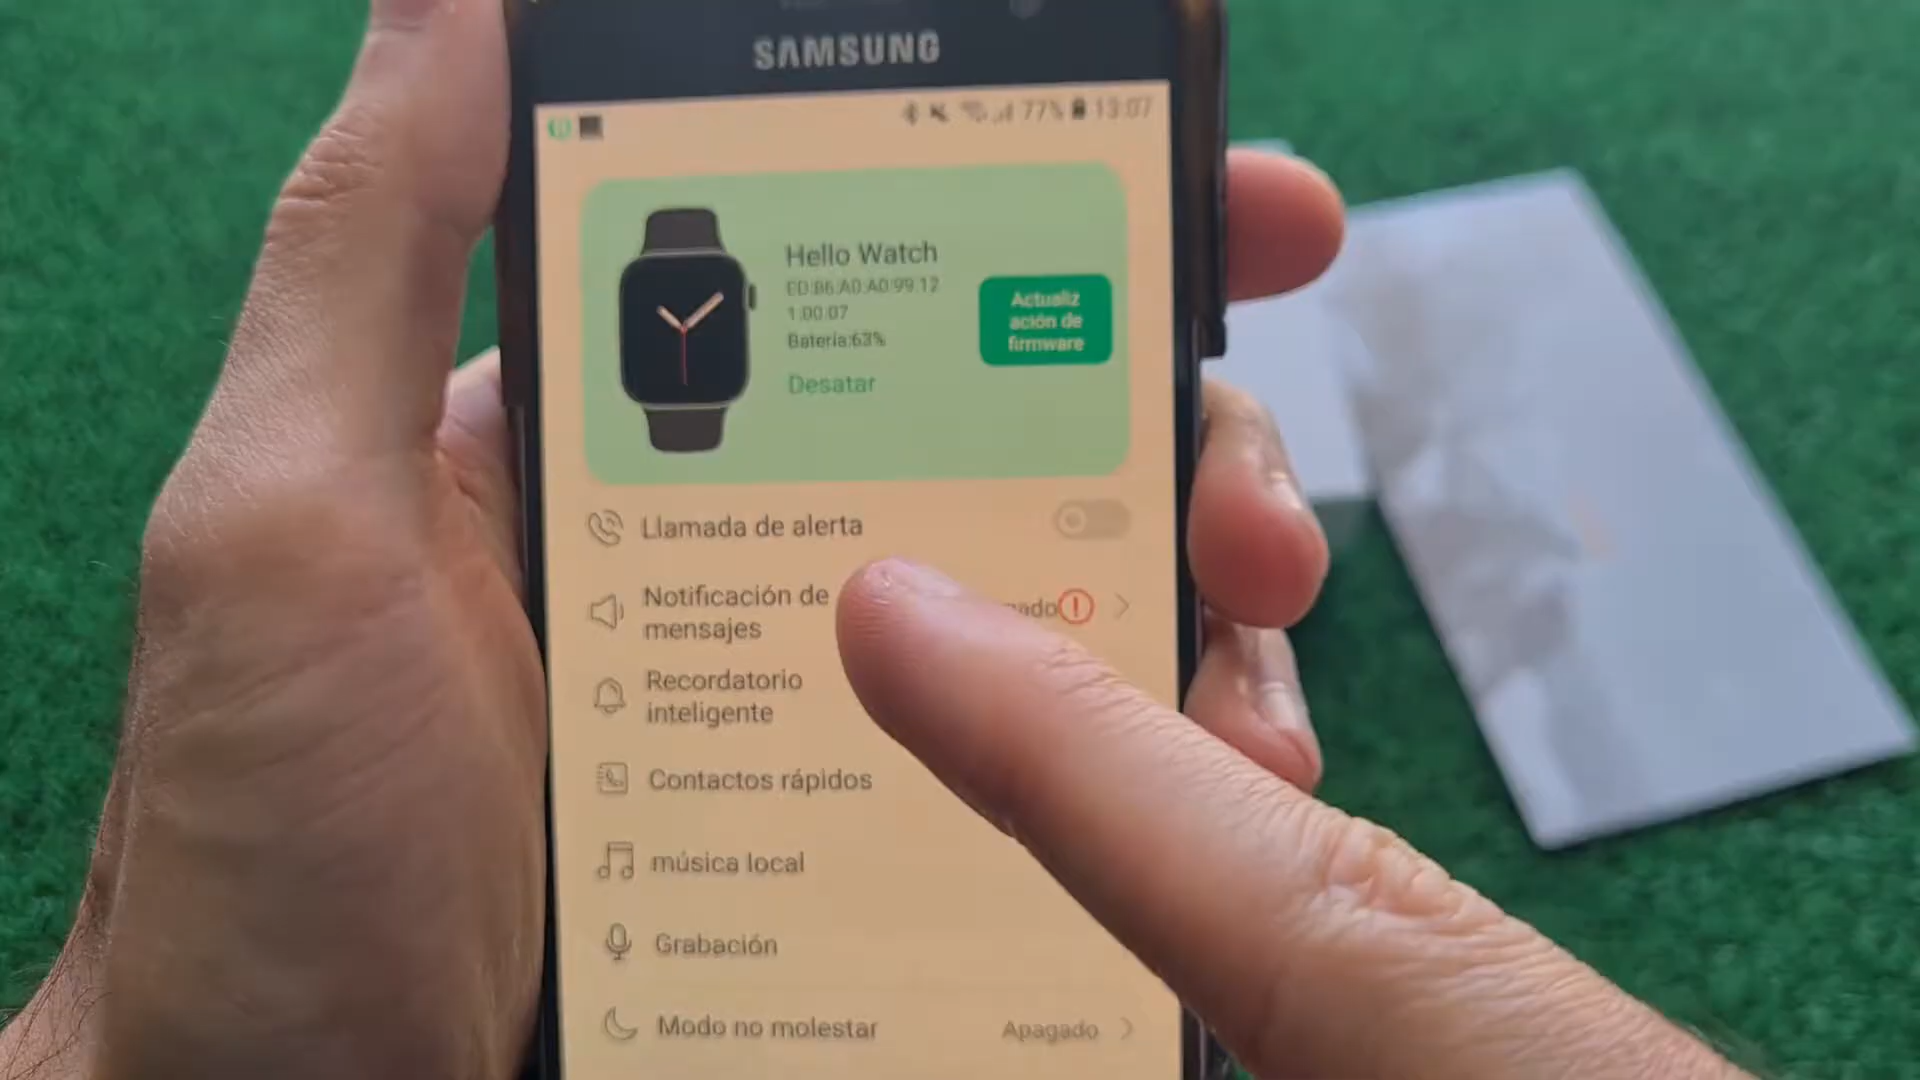 SAMSUNG
77% 13:07
Hello Watch
ED:B6:A0:A0:99:12
1.00.07
Batería:63%
Actualiz
ación de
firmware
Desatar
Llamada de alerta
Notificación de
mensajes
Recordatorio
inteligente
Contactos rápidos
música local
Grabación
Modo no molestar
Apagado